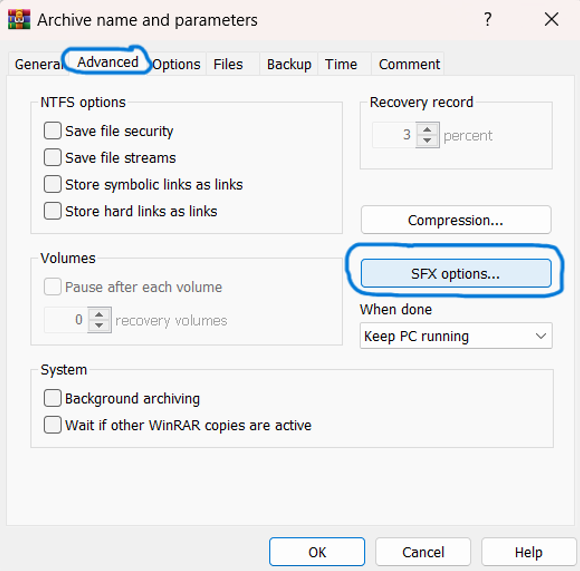 Archive name and parameters
?
General Advanced Options Files Backup Time Comment
NTFS options
Save file security
Save file streams
Store symbolic links as links
Store hard links as links
Recovery record
3 percent
Compression...
Volumes
Pause after each volume
0 recovery volumes
SFX options...
When done
Keep PC running
System
Background archiving
Wait if other WinRAR copies are active
OK Cancel Help